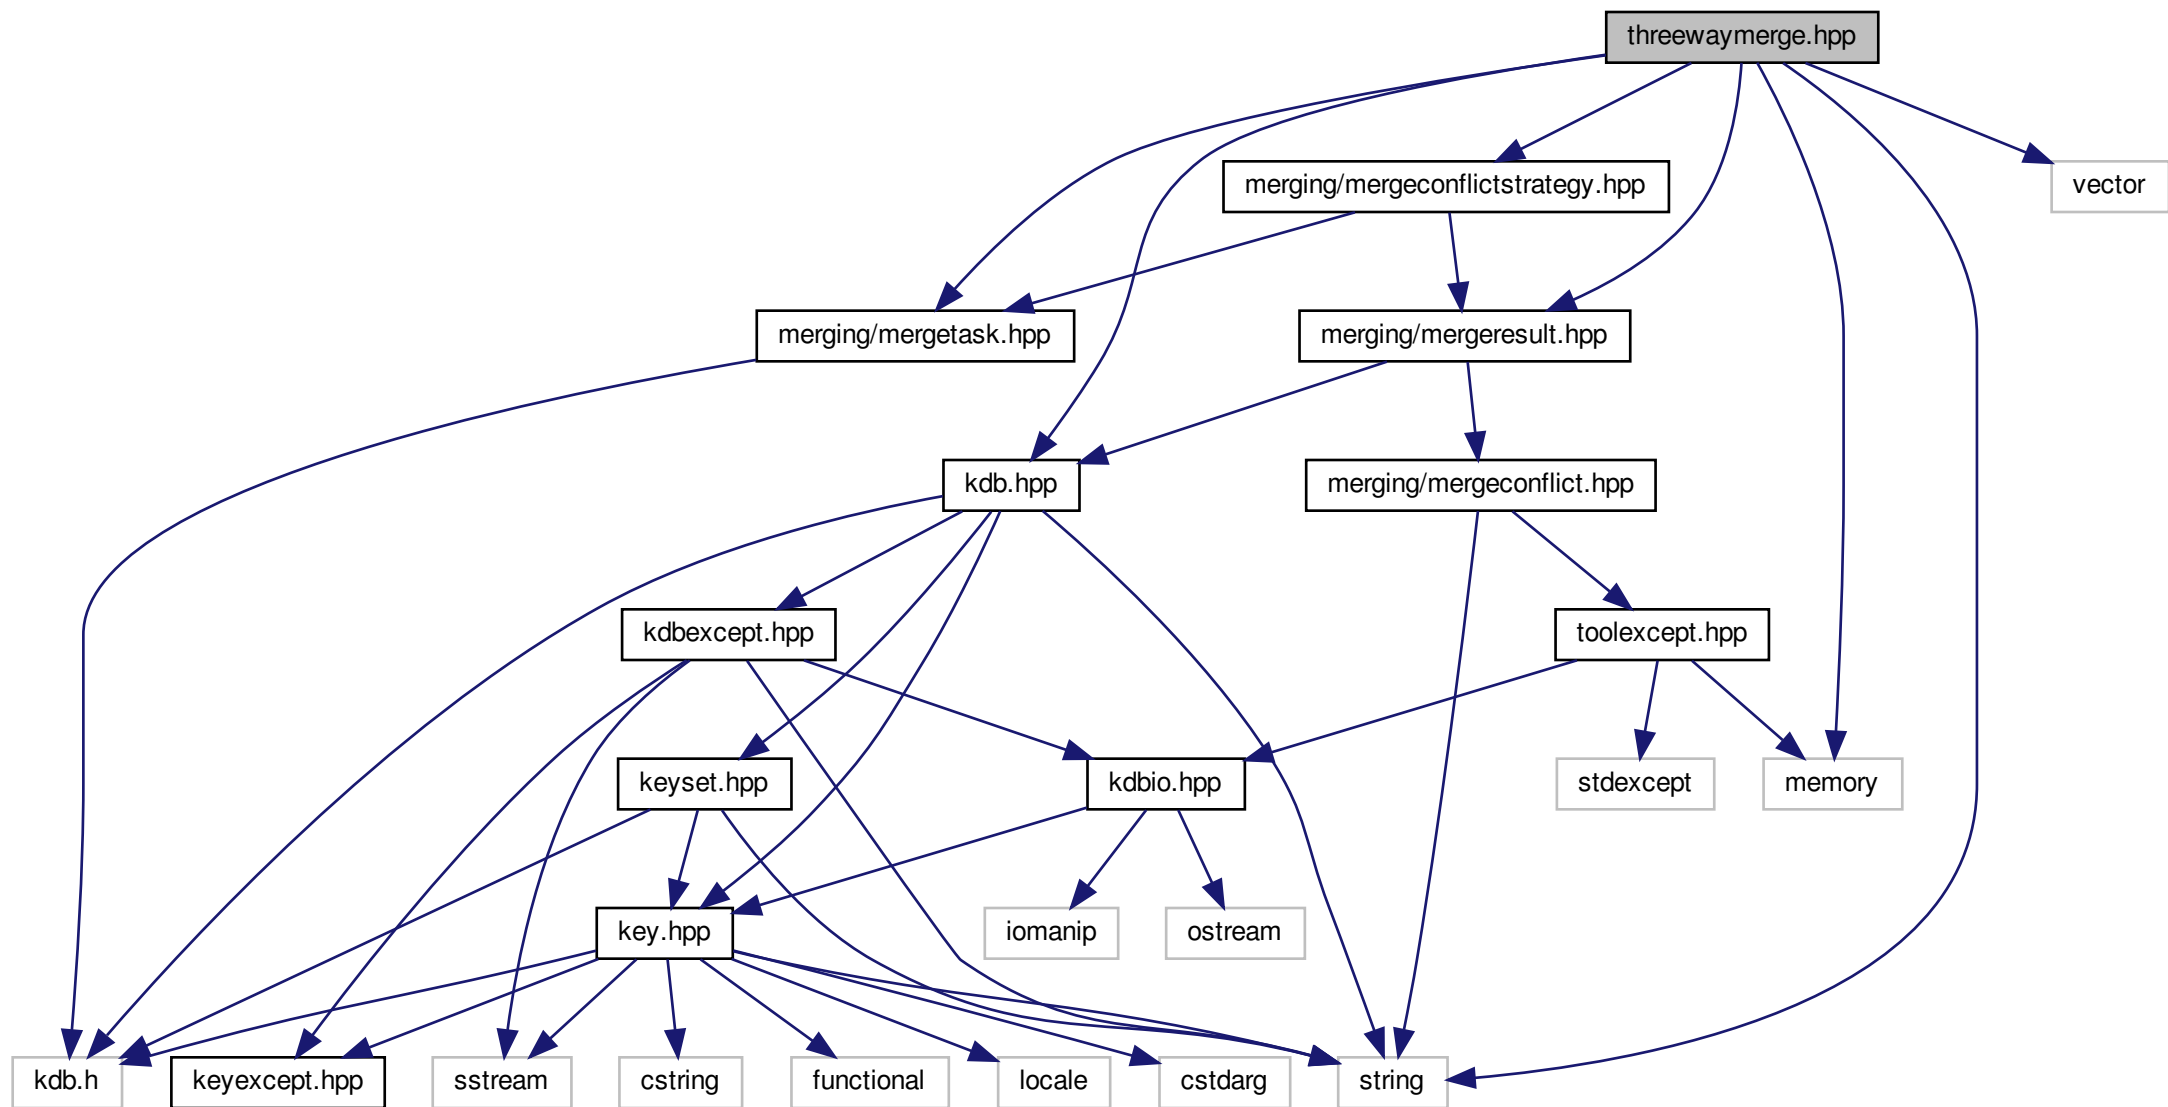 threewaymerge.hpp
merging/mergeconflictstrategy.hpp
vector
merging/mergetask.hpp
merging/mergeresult.hpp
kdb.hpp
merging/mergeconflict.hpp
kdbexcept.hpp
toolexcept.hpp
keyset.hpp
kdbio.hpp
stdexcept
memory
key.hpp
iomanip
ostream
kdb.h
keyexcept.hpp
sstream
cstring
functional
locale
cstdarg
string